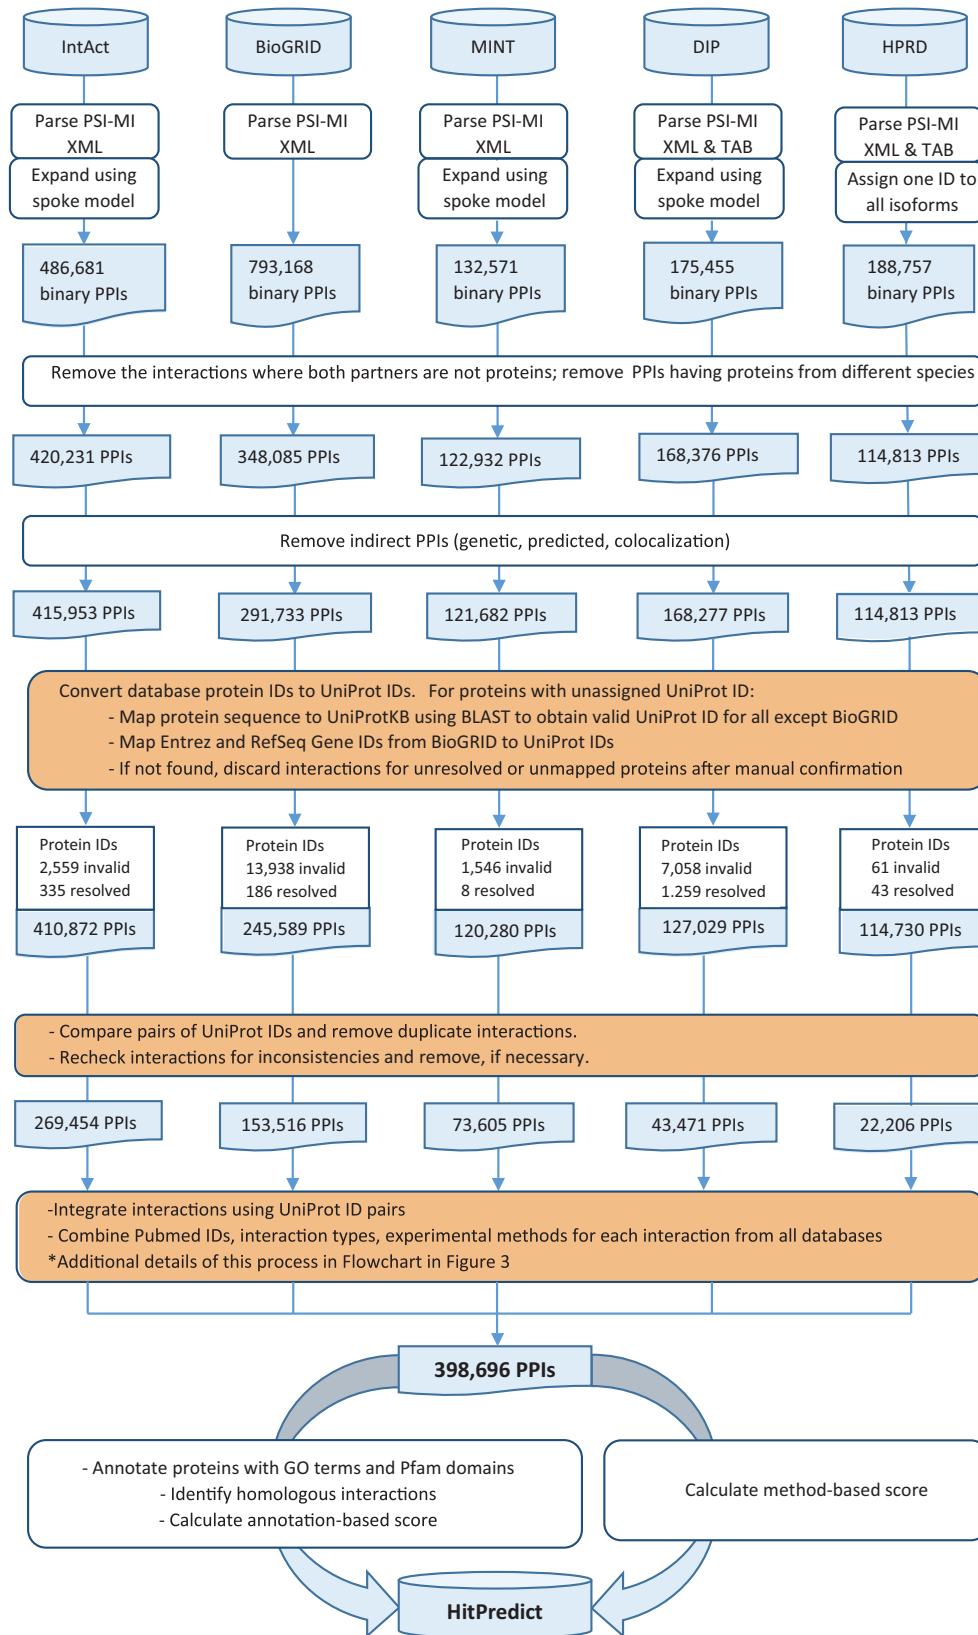 IntAct
BioGRID
MINT
DIP
HPRD
Parse PSI-MI
XML
Parse PSI-MI
XML
Parse PSI-MI
XML
Parse PSI-MI
XML & TAB
Parse PSI-MI
XML & TAB
Expand using
spoke model
Expand using
spoke model
Expand using
spoke model
Assign one ID to
all isoforms
486,681
binary PPIs
793,168
binary PPIs
132,571
binary PPIs
175,455
binary PPIs
188,757
binary PPIs
Remove the interactions where both partners are not proteins; remove PPIs having proteins from different species
420,231 PPIs
348,085 PPIs
122,932 PPIs
168,376 PPIs
114,813 PPIs
Remove indirect PPIs (genetic, predicted, colocalization)
415,953 PPIs
291,733 PPIs
121,682 PPIs
168,277 PPIs
114,813 PPIs
Convert database protein IDs to UniProt IDs. For proteins with unassigned UniProt ID:
- Map protein sequence to UniProtKB using BLAST to obtain valid UniProt ID for all except BioGRID
- Map Entrez and RefSeq Gene IDs from BioGRID to UniProt IDs
- If not found, discard interactions for unresolved or unmapped proteins after manual confirmation
Protein IDs
2,559 invalid
335 resolved
Protein IDs
13,938 invalid
186 resolved
Protein IDs
1,546 invalid
8 resolved
Protein IDs
7,058 invalid
1.259 resolved
Protein IDs
61 invalid
43 resolved
410,872 PPIs
245,589 PPIs
120,280 PPIs
127,029 PPIs
114,730 PPIs
- Compare pairs of UniProt IDs and remove duplicate interactions.
- Recheck interactions for inconsistencies and remove, if necessary.
269,454 PPIs
153,516 PPIs
73,605 PPIs
43,471 PPIs
22,206 PPIs
-Integrate interactions using UniProt ID pairs
- Combine Pubmed IDs, interaction types, experimental methods for each interaction from all databases
*Additional details of this process in Flowchart in Figure 3
398,696 PPIs
- Annotate proteins with GO terms and Pfam domains
- Identify homologous interactions
- Calculate annotation-based score
Calculate method-based score
HitPredict